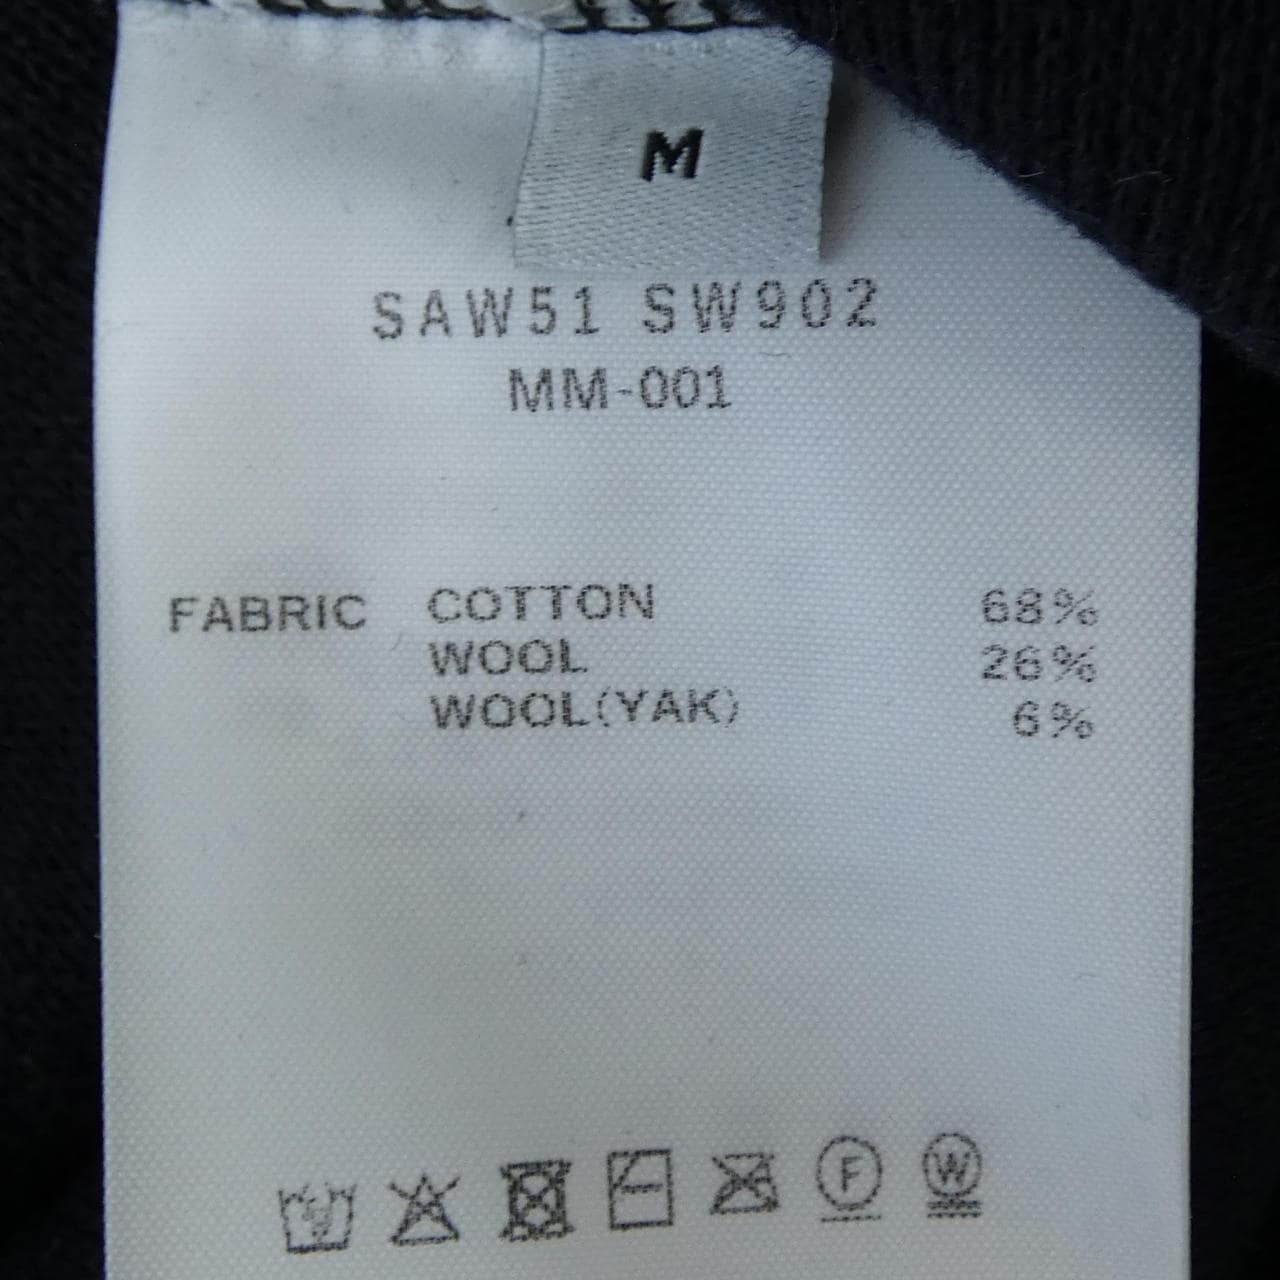 M
SAW51 SW902
MM-001
FABRIC COTTON 68%
WOOL 26%
WOOL(YAK) 6%
F W